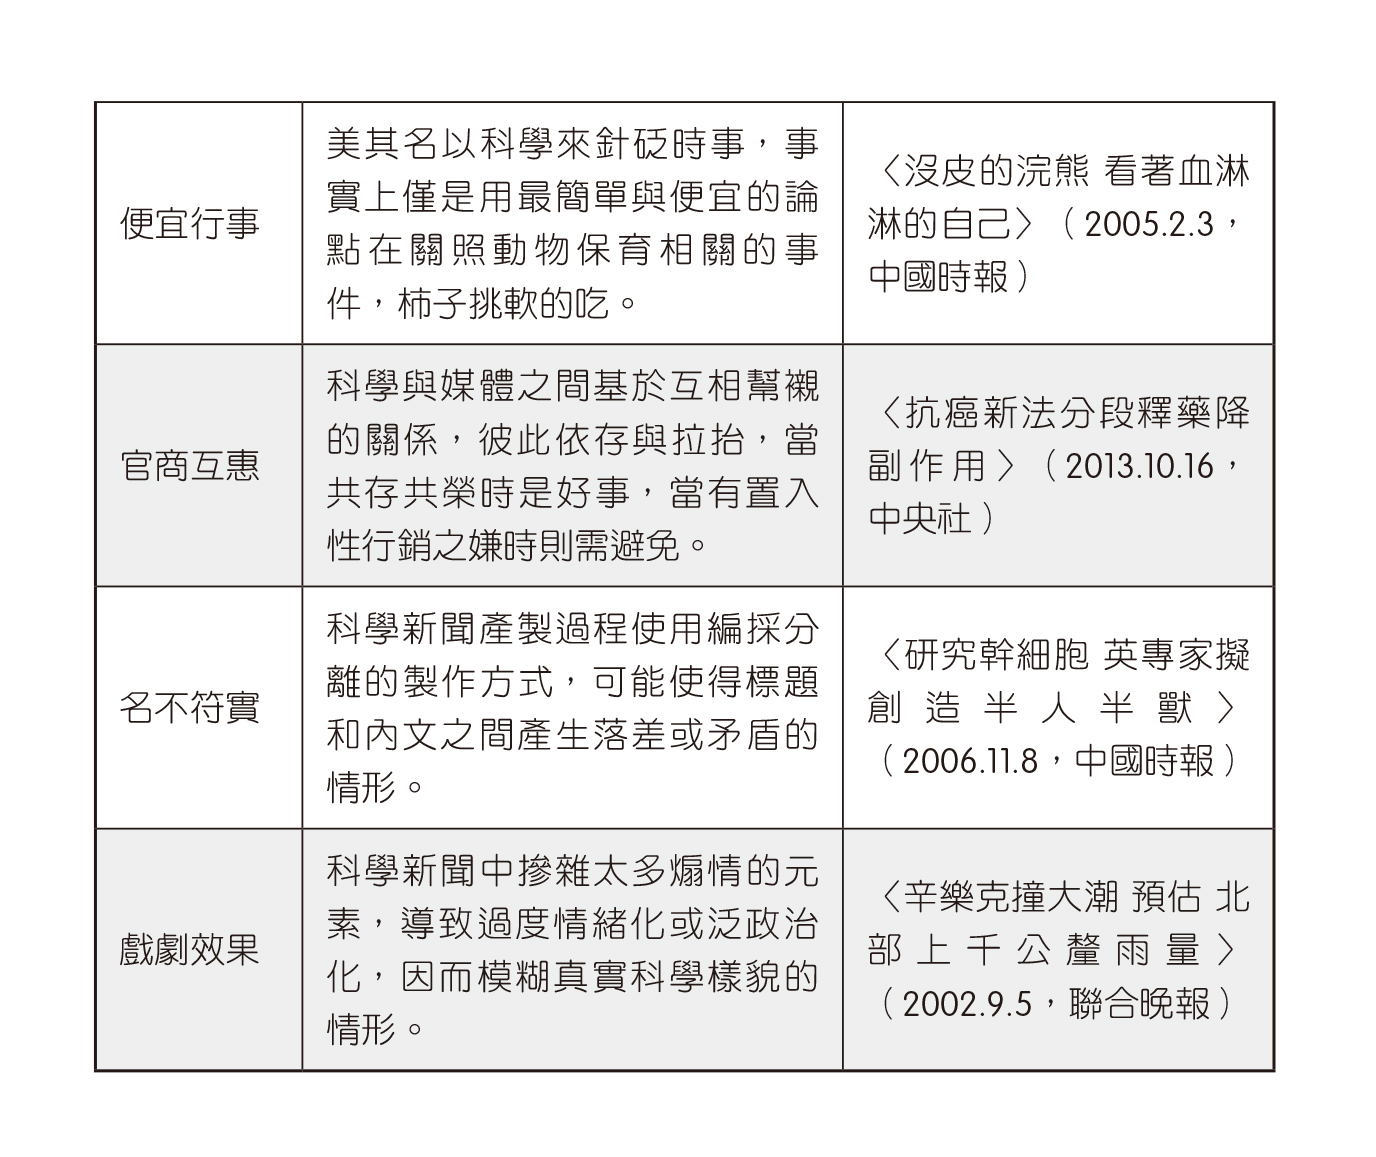 便宜行事
美其名以科學來針砭時事，事
實上僅是用最簡單與便宜的論
點在關照動物保育相關的事
件，柿子挑軟的吃。
〈沒皮的浣熊 看著血淋
淋的自己〉（2005.2.3，
中國時報）
官商互惠
科學與媒體之間基於互相幫襯
的關係，彼此依存與拉抬，當
共存共榮時是好事，當有置入
性行銷之嫌時則需避免。
〈抗癌新法分段釋藥降
副作用〉（2013.10.16，
中央社）
名不符實
科學新聞產製過程使用編採分
離的製作方式，可能使得標題
和內文之間產生落差或矛盾的
情形。
〈研究幹細胞 英專家擬
創造半人半獸〉
（2006.11.8，中國時報）
戲劇效果
科學新聞中摻雜太多煽情的元
素，導致過度情緒化或泛政治
化，因而模糊真實科學樣貌的
情形。
〈辛樂克撞大潮 預估 北
部上千公釐雨量〉
（2002.9.5，聯合晚報）